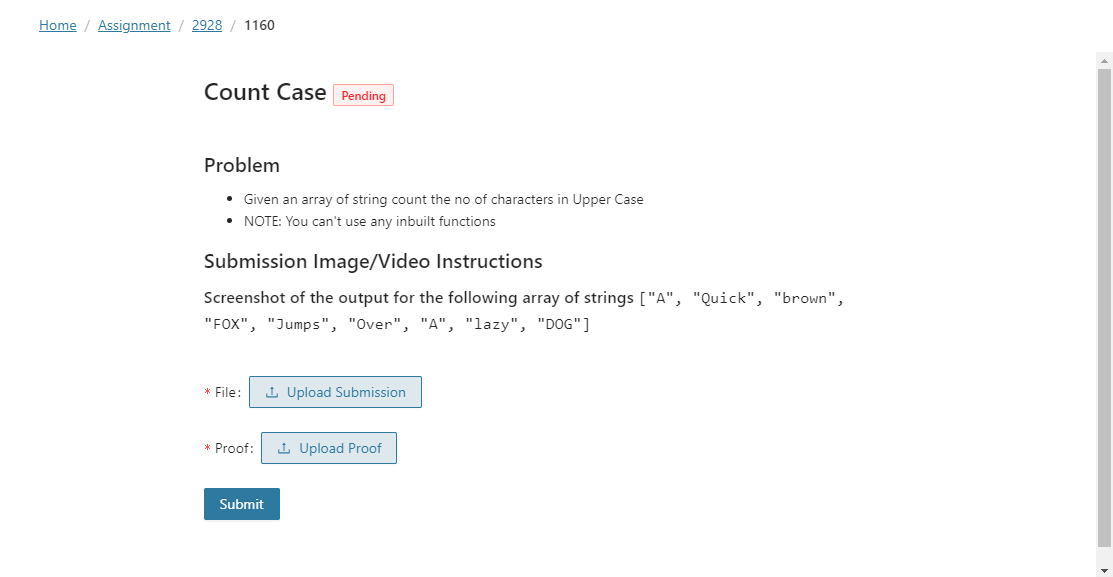 Home / Assignment / 2928 / 1160
Count Case Pending
Problem
Given an array of string count the no of characters in Upper Case
NOTE: You can't use any inbuilt functions
Submission Image/Video Instructions
Screenshot of the output for the following array of strings ["A", "Quick", "brown",
"FOX", "Jumps", "Over", "A", "lazy", "DOG"]
* File: Upload Submission
* Proof: Upload Proof
Submit